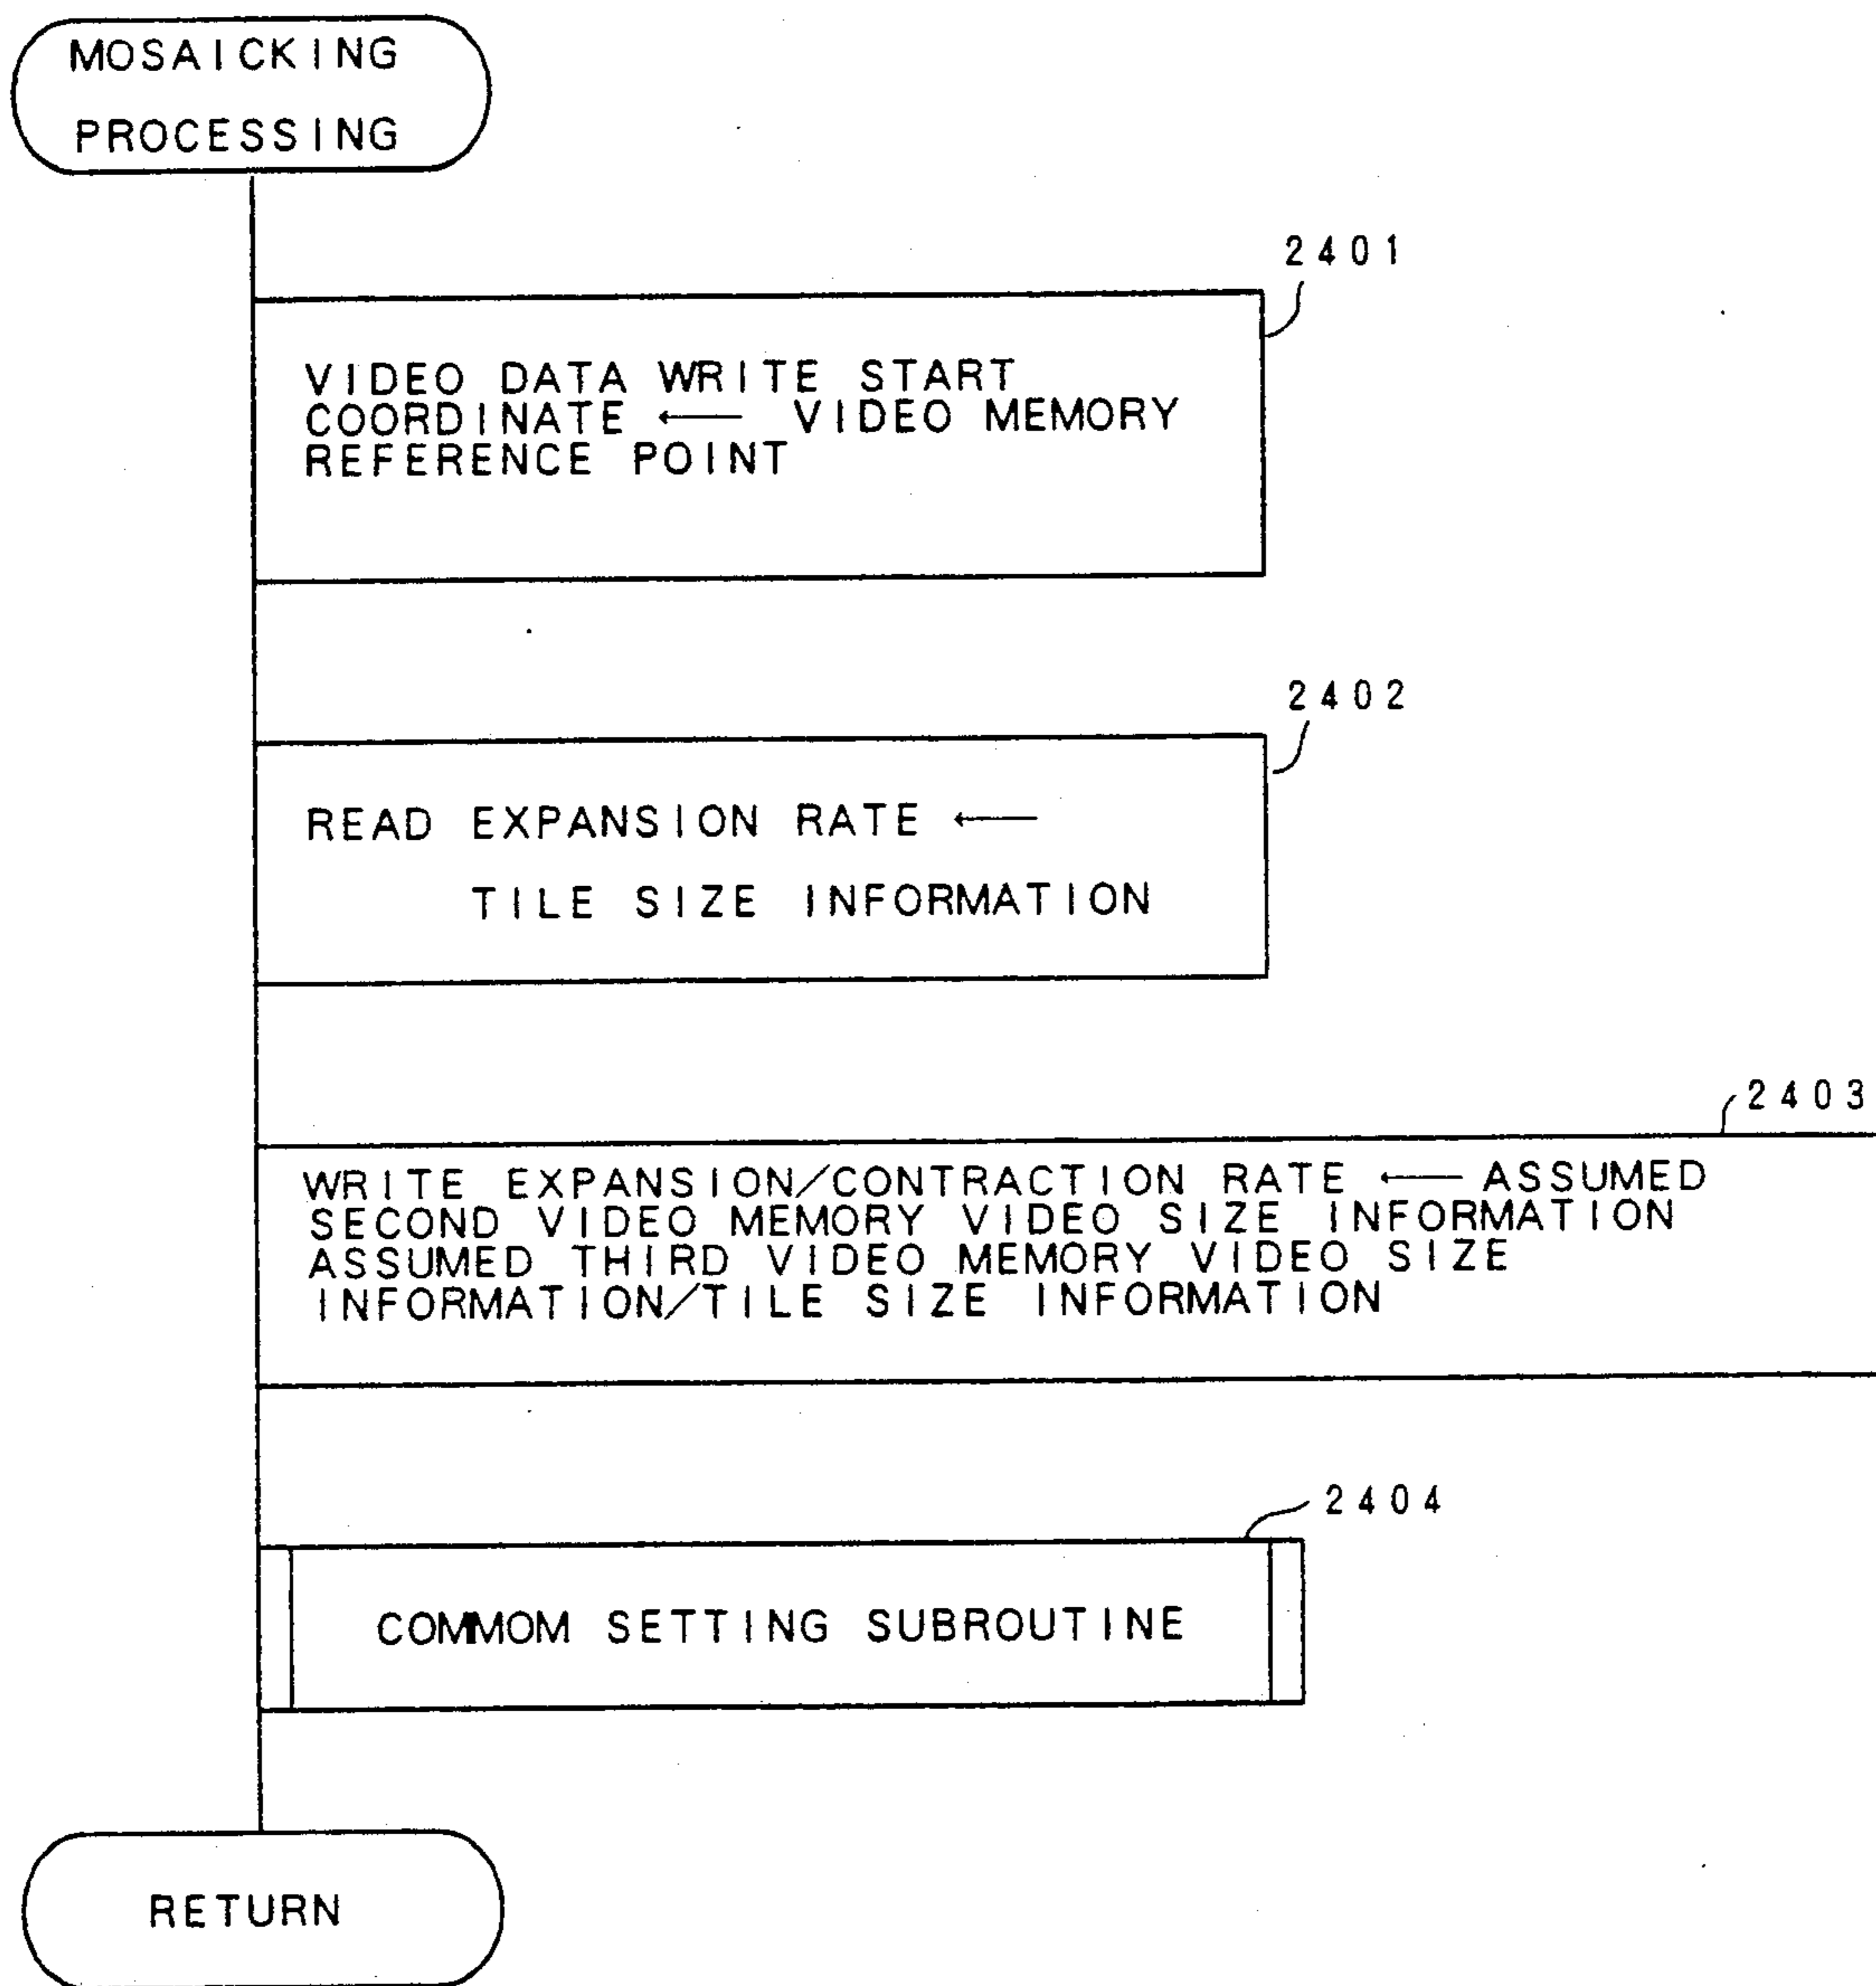 MOSAICKING
PROCESSING
2401
VIDEO DATA WRITE START
COORDINATE ← VIDEO MEMORY
REFERENCE POINT
2402
READ EXPANSION RATE ←
TILE SIZE INFORMATION
2403
WRITE EXPANSION/CONTRACTION RATE ← ASSUMED
SECOND VIDEO MEMORY VIDEO SIZE INFORMATION
ASSUMED THIRD VIDEO MEMORY VIDEO SIZE
INFORMATION/TILE SIZE INFORMATION
2404
COMMOM SETTING SUBROUTINE
RETURN